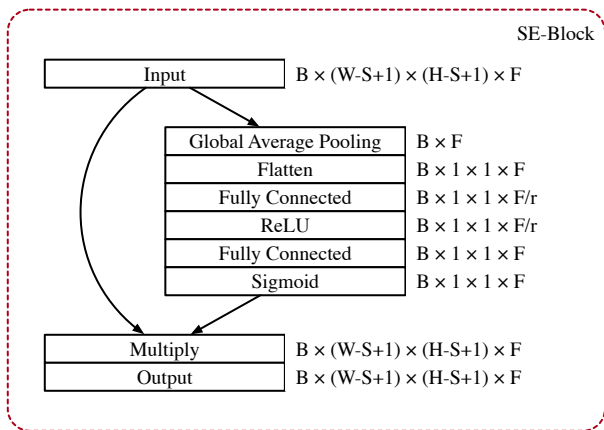 SE-Block
Input B × (W-S+1) × (H-S+1) × F
Global Average Pooling B × F
Flatten B × 1 × 1 × F
Fully Connected B × 1 × 1 × F/r
ReLU B × 1 × 1 × F/r
Fully Connected B × 1 × 1 × F
Sigmoid B × 1 × 1 × F
Multiply B × (W-S+1) × (H-S+1) × F
Output B × (W-S+1) × (H-S+1) × F